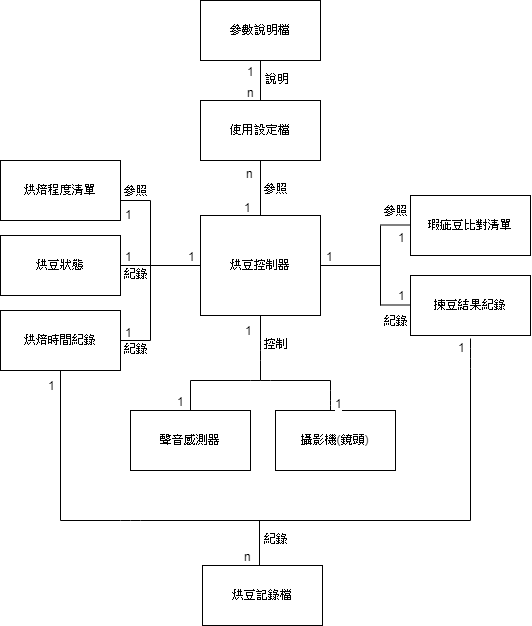 參數說明檔
1
說明
n
使用設定檔
n
參照
1
烘焙程度清單
參照
1
烘豆狀態
1
紀錄
烘焙時間紀錄
1
紀錄
1
1
烘豆控制器
1
1
控制
參照
1
瑕疵豆比對清單
1
紀錄
揀豆結果紀錄
1
1
聲音感測器
1
攝影機(鏡頭)
紀錄
n
烘豆記錄檔